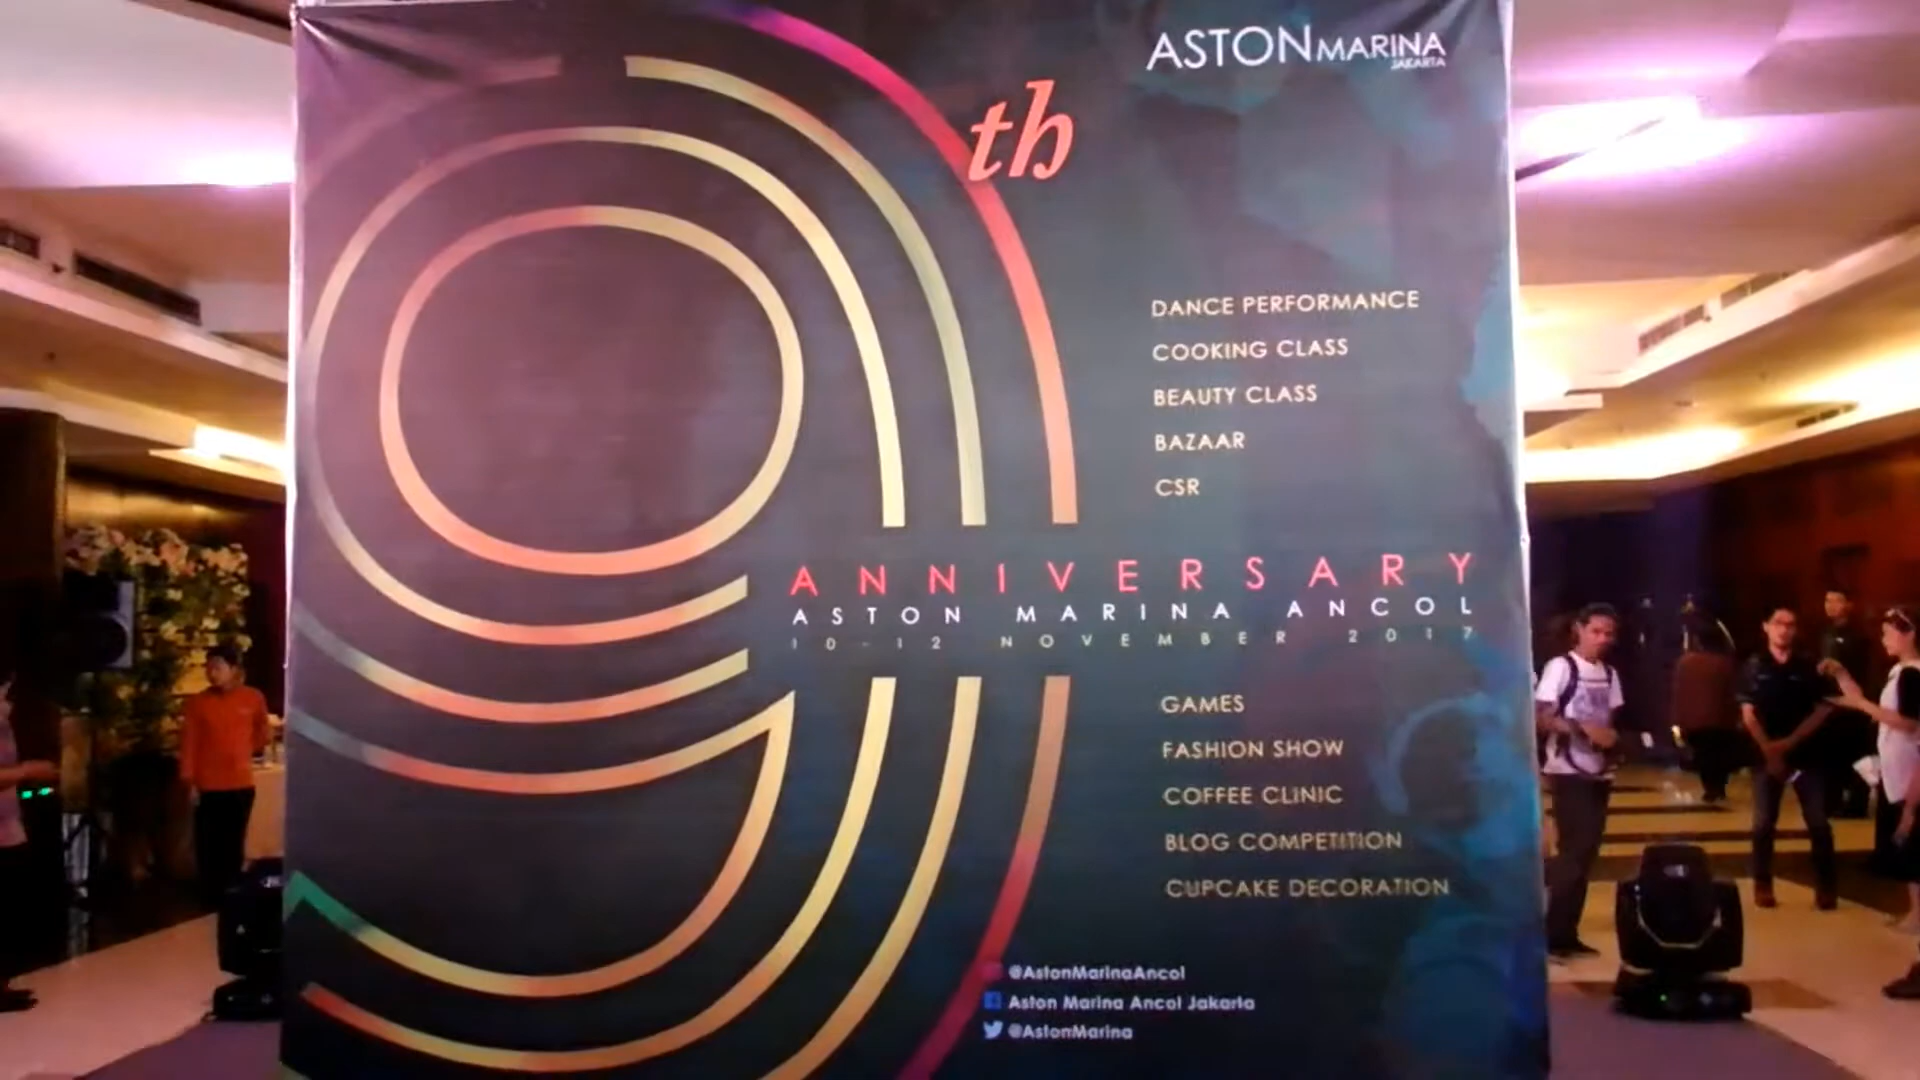 ASTON MARINA
JAKARTA
9th
DANCE PERFORMANCE
COOKING CLASS
BEAUTY CLASS
BAZAAR
CSR
ANNIVERSARY
ASTON MARINA ANCOL
10-12 NOVEMBER 2017
GAMES
FASHION SHOW
COFFEE CLINIC
BLOG COMPETITION
CUPCAKE DECORATION
@AstonMarinaAncol
Aston Marina Ancol Jakarta
@AstonMarina